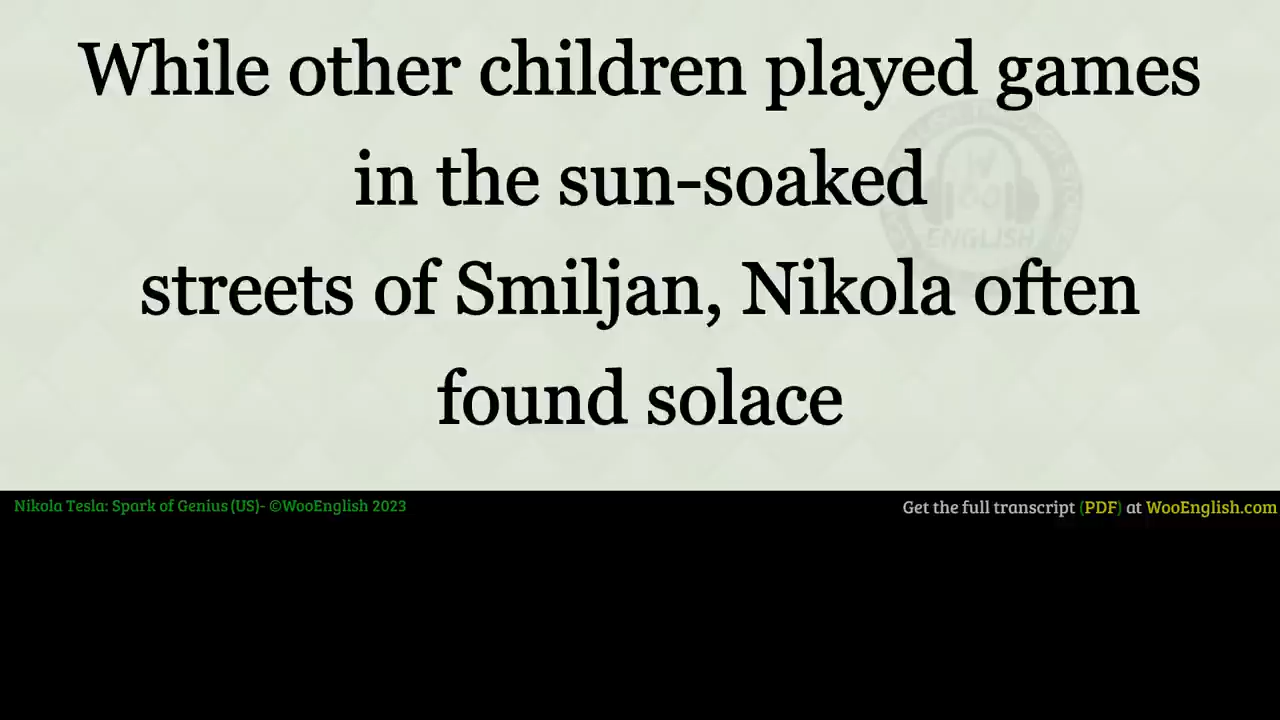 While other children played games
in the sun-soaked
streets of Smiljan, Nikola often
found solace
ENGLISH
Nikola Tesla: Spark of Genius (US)- ©WooEnglish 2023
Get the full transcript (PDF) at WooEnglish.com